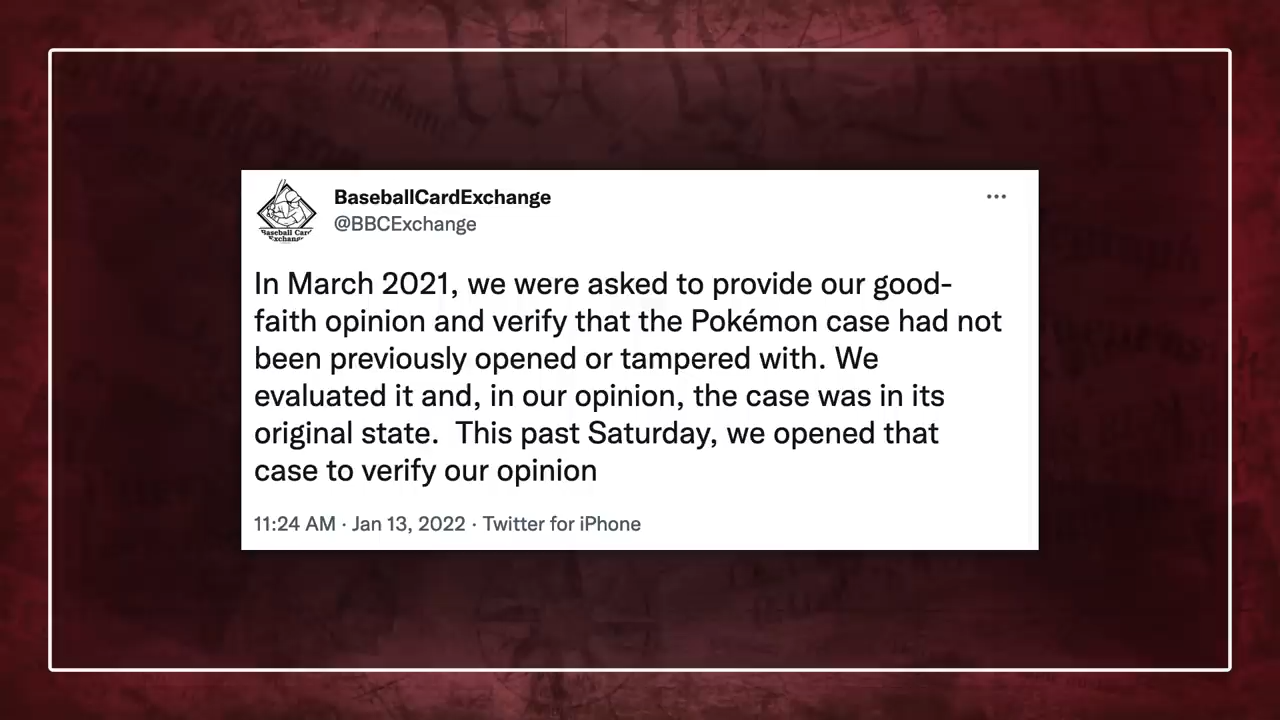 BaseballCardExchange
@BBCExchange
In March 2021, we were asked to provide our good-
faith opinion and verify that the Pokémon case had not
been previously opened or tampered with. We
evaluated it and, in our opinion, the case was in its
original state.  This past Saturday, we opened that
case to verify our opinion
11:24 AM · Jan 13, 2022 · Twitter for iPhone